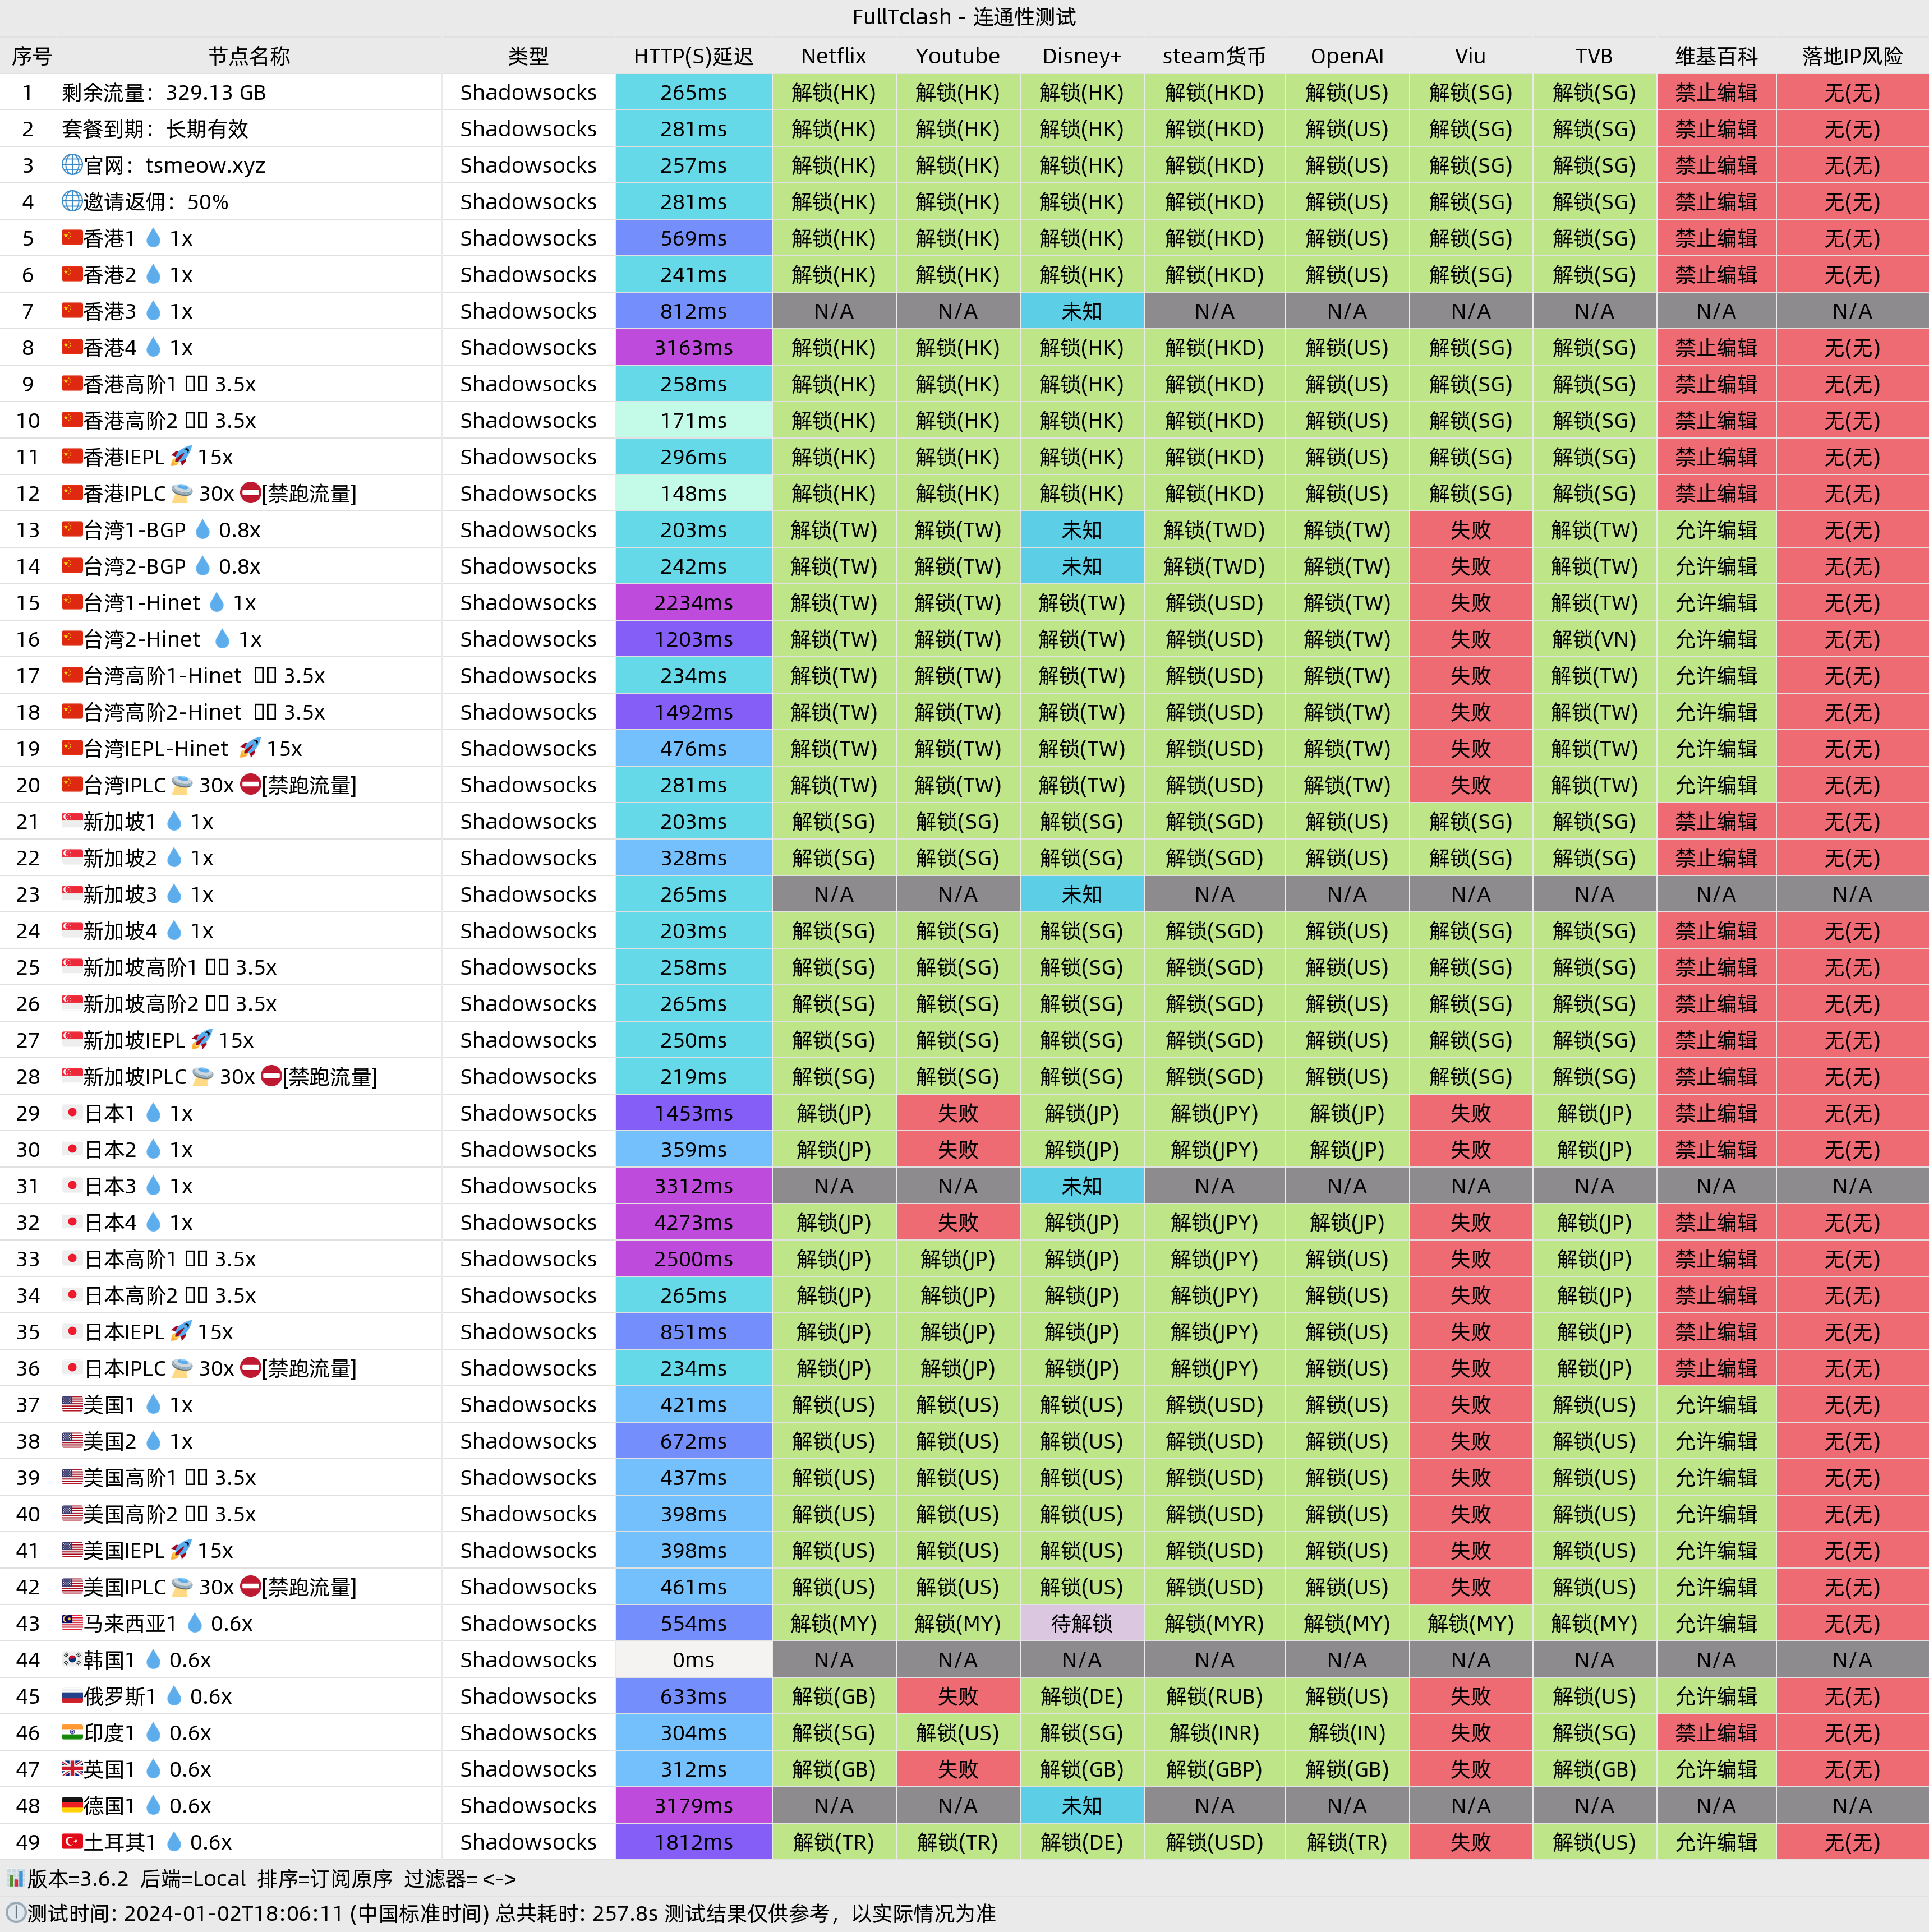 FullTclash - 连通性测试
序号 节点名称 类型 HTTP(S)延迟 Netflix Youtube Disney+ steam货币 OpenAI Viu TVB 维基百科 落地IP风险
1 剩余流量：329.13 GB Shadowsocks 265ms 解锁(HK) 解锁(HK) 解锁(HK) 解锁(HKD) 解锁(US) 解锁(SG) 解锁(SG) 禁止编辑 无(无)
2 套餐到期：长期有效 Shadowsocks 281ms 解锁(HK) 解锁(HK) 解锁(HK) 解锁(HKD) 解锁(US) 解锁(SG) 解锁(SG) 禁止编辑 无(无)
3 官网：tsmeow.xyz Shadowsocks 257ms 解锁(HK) 解锁(HK) 解锁(HK) 解锁(HKD) 解锁(US) 解锁(SG) 解锁(SG) 禁止编辑 无(无)
4 邀请返佣：50% Shadowsocks 281ms 解锁(HK) 解锁(HK) 解锁(HK) 解锁(HKD) 解锁(US) 解锁(SG) 解锁(SG) 禁止编辑 无(无)
5 香港1 1x Shadowsocks 569ms 解锁(HK) 解锁(HK) 解锁(HK) 解锁(HKD) 解锁(US) 解锁(SG) 解锁(SG) 禁止编辑 无(无)
6 香港2 1x Shadowsocks 241ms 解锁(HK) 解锁(HK) 解锁(HK) 解锁(HKD) 解锁(US) 解锁(SG) 解锁(SG) 禁止编辑 无(无)
7 香港3 1x Shadowsocks 812ms N/A N/A 未知 N/A N/A N/A N/A N/A N/A
8 香港4 1x Shadowsocks 3163ms 解锁(HK) 解锁(HK) 解锁(HK) 解锁(HKD) 解锁(US) 解锁(SG) 解锁(SG) 禁止编辑 无(无)
9 香港高阶1 3.5x Shadowsocks 258ms 解锁(HK) 解锁(HK) 解锁(HK) 解锁(HKD) 解锁(US) 解锁(SG) 解锁(SG) 禁止编辑 无(无)
10 香港高阶2 3.5x Shadowsocks 171ms 解锁(HK) 解锁(HK) 解锁(HK) 解锁(HKD) 解锁(US) 解锁(SG) 解锁(SG) 禁止编辑 无(无)
11 香港IEPL 15x Shadowsocks 296ms 解锁(HK) 解锁(HK) 解锁(HK) 解锁(HKD) 解锁(US) 解锁(SG) 解锁(SG) 禁止编辑 无(无)
12 香港IPLC 30x [禁跑流量] Shadowsocks 148ms 解锁(HK) 解锁(HK) 解锁(HK) 解锁(HKD) 解锁(US) 解锁(SG) 解锁(SG) 禁止编辑 无(无)
13 台湾1-BGP 0.8x Shadowsocks 203ms 解锁(TW) 解锁(TW) 未知 解锁(TWD) 解锁(TW) 失败 解锁(TW) 允许编辑 无(无)
14 台湾2-BGP 0.8x Shadowsocks 242ms 解锁(TW) 解锁(TW) 未知 解锁(TWD) 解锁(TW) 失败 解锁(TW) 允许编辑 无(无)
15 台湾1-Hinet 1x Shadowsocks 2234ms 解锁(TW) 解锁(TW) 解锁(TW) 解锁(USD) 解锁(TW) 失败 解锁(TW) 允许编辑 无(无)
16 台湾2-Hinet 1x Shadowsocks 1203ms 解锁(TW) 解锁(TW) 解锁(TW) 解锁(USD) 解锁(TW) 失败 解锁(VN) 允许编辑 无(无)
17 台湾高阶1-Hinet 3.5x Shadowsocks 234ms 解锁(TW) 解锁(TW) 解锁(TW) 解锁(USD) 解锁(TW) 失败 解锁(TW) 允许编辑 无(无)
18 台湾高阶2-Hinet 3.5x Shadowsocks 1492ms 解锁(TW) 解锁(TW) 解锁(TW) 解锁(USD) 解锁(TW) 失败 解锁(TW) 允许编辑 无(无)
19 台湾IEPL-Hinet 15x Shadowsocks 476ms 解锁(TW) 解锁(TW) 解锁(TW) 解锁(USD) 解锁(TW) 失败 解锁(TW) 允许编辑 无(无)
20 台湾IPLC 30x [禁跑流量] Shadowsocks 281ms 解锁(TW) 解锁(TW) 解锁(TW) 解锁(USD) 解锁(TW) 失败 解锁(TW) 允许编辑 无(无)
21 新加坡1 1x Shadowsocks 203ms 解锁(SG) 解锁(SG) 解锁(SG) 解锁(SGD) 解锁(US) 解锁(SG) 解锁(SG) 禁止编辑 无(无)
22 新加坡2 1x Shadowsocks 328ms 解锁(SG) 解锁(SG) 解锁(SG) 解锁(SGD) 解锁(US) 解锁(SG) 解锁(SG) 禁止编辑 无(无)
23 新加坡3 1x Shadowsocks 265ms N/A N/A 未知 N/A N/A N/A N/A N/A N/A
24 新加坡4 1x Shadowsocks 203ms 解锁(SG) 解锁(SG) 解锁(SG) 解锁(SGD) 解锁(US) 解锁(SG) 解锁(SG) 禁止编辑 无(无)
25 新加坡高阶1 3.5x Shadowsocks 258ms 解锁(SG) 解锁(SG) 解锁(SG) 解锁(SGD) 解锁(US) 解锁(SG) 解锁(SG) 禁止编辑 无(无)
26 新加坡高阶2 3.5x Shadowsocks 265ms 解锁(SG) 解锁(SG) 解锁(SG) 解锁(SGD) 解锁(US) 解锁(SG) 解锁(SG) 禁止编辑 无(无)
27 新加坡IEPL 15x Shadowsocks 250ms 解锁(SG) 解锁(SG) 解锁(SG) 解锁(SGD) 解锁(US) 解锁(SG) 解锁(SG) 禁止编辑 无(无)
28 新加坡IPLC 30x [禁跑流量] Shadowsocks 219ms 解锁(SG) 解锁(SG) 解锁(SG) 解锁(SGD) 解锁(US) 解锁(SG) 解锁(SG) 禁止编辑 无(无)
29 日本1 1x Shadowsocks 1453ms 解锁(JP) 失败 解锁(JP) 解锁(JPY) 解锁(JP) 失败 解锁(JP) 禁止编辑 无(无)
30 日本2 1x Shadowsocks 359ms 解锁(JP) 失败 解锁(JP) 解锁(JPY) 解锁(JP) 失败 解锁(JP) 禁止编辑 无(无)
31 日本3 1x Shadowsocks 3312ms N/A N/A 未知 N/A N/A N/A N/A N/A N/A
32 日本4 1x Shadowsocks 4273ms 解锁(JP) 失败 解锁(JP) 解锁(JPY) 解锁(JP) 失败 解锁(JP) 禁止编辑 无(无)
33 日本高阶1 3.5x Shadowsocks 2500ms 解锁(JP) 解锁(JP) 解锁(JP) 解锁(JPY) 解锁(US) 失败 解锁(JP) 禁止编辑 无(无)
34 日本高阶2 3.5x Shadowsocks 265ms 解锁(JP) 解锁(JP) 解锁(JP) 解锁(JPY) 解锁(US) 失败 解锁(JP) 禁止编辑 无(无)
35 日本IEPL 15x Shadowsocks 851ms 解锁(JP) 解锁(JP) 解锁(JP) 解锁(JPY) 解锁(US) 失败 解锁(JP) 禁止编辑 无(无)
36 日本IPLC 30x [禁跑流量] Shadowsocks 234ms 解锁(JP) 解锁(JP) 解锁(JP) 解锁(JPY) 解锁(US) 失败 解锁(JP) 禁止编辑 无(无)
37 美国1 1x Shadowsocks 421ms 解锁(US) 解锁(US) 解锁(US) 解锁(USD) 解锁(US) 失败 解锁(US) 允许编辑 无(无)
38 美国2 1x Shadowsocks 672ms 解锁(US) 解锁(US) 解锁(US) 解锁(USD) 解锁(US) 失败 解锁(US) 允许编辑 无(无)
39 美国高阶1 3.5x Shadowsocks 437ms 解锁(US) 解锁(US) 解锁(US) 解锁(USD) 解锁(US) 失败 解锁(US) 允许编辑 无(无)
40 美国高阶2 3.5x Shadowsocks 398ms 解锁(US) 解锁(US) 解锁(US) 解锁(USD) 解锁(US) 失败 解锁(US) 允许编辑 无(无)
41 美国IEPL 15x Shadowsocks 398ms 解锁(US) 解锁(US) 解锁(US) 解锁(USD) 解锁(US) 失败 解锁(US) 允许编辑 无(无)
42 美国IPLC 30x [禁跑流量] Shadowsocks 461ms 解锁(US) 解锁(US) 解锁(US) 解锁(USD) 解锁(US) 失败 解锁(US) 允许编辑 无(无)
43 马来西亚1 0.6x Shadowsocks 554ms 解锁(MY) 解锁(MY) 待解锁 解锁(MYR) 解锁(MY) 解锁(MY) 解锁(MY) 允许编辑 无(无)
44 韩国1 0.6x Shadowsocks 0ms N/A N/A N/A N/A N/A N/A N/A N/A N/A
45 俄罗斯1 0.6x Shadowsocks 633ms 解锁(GB) 失败 解锁(DE) 解锁(RUB) 解锁(US) 失败 解锁(US) 允许编辑 无(无)
46 印度1 0.6x Shadowsocks 304ms 解锁(SG) 解锁(US) 解锁(SG) 解锁(INR) 解锁(IN) 失败 解锁(SG) 禁止编辑 无(无)
47 英国1 0.6x Shadowsocks 312ms 解锁(GB) 失败 解锁(GB) 解锁(GBP) 解锁(GB) 失败 解锁(GB) 允许编辑 无(无)
48 德国1 0.6x Shadowsocks 3179ms N/A N/A 未知 N/A N/A N/A N/A N/A N/A
49 土耳其1 0.6x Shadowsocks 1812ms 解锁(TR) 解锁(TR) 解锁(DE) 解锁(USD) 解锁(TR) 失败 解锁(US) 允许编辑 无(无)
版本=3.6.2 后端=Local 排序=订阅原序 过滤器= <->
测试时间: 2024-01-02T18:06:11 (中国标准时间) 总共耗时: 257.8s 测试结果仅供参考，以实际情况为准